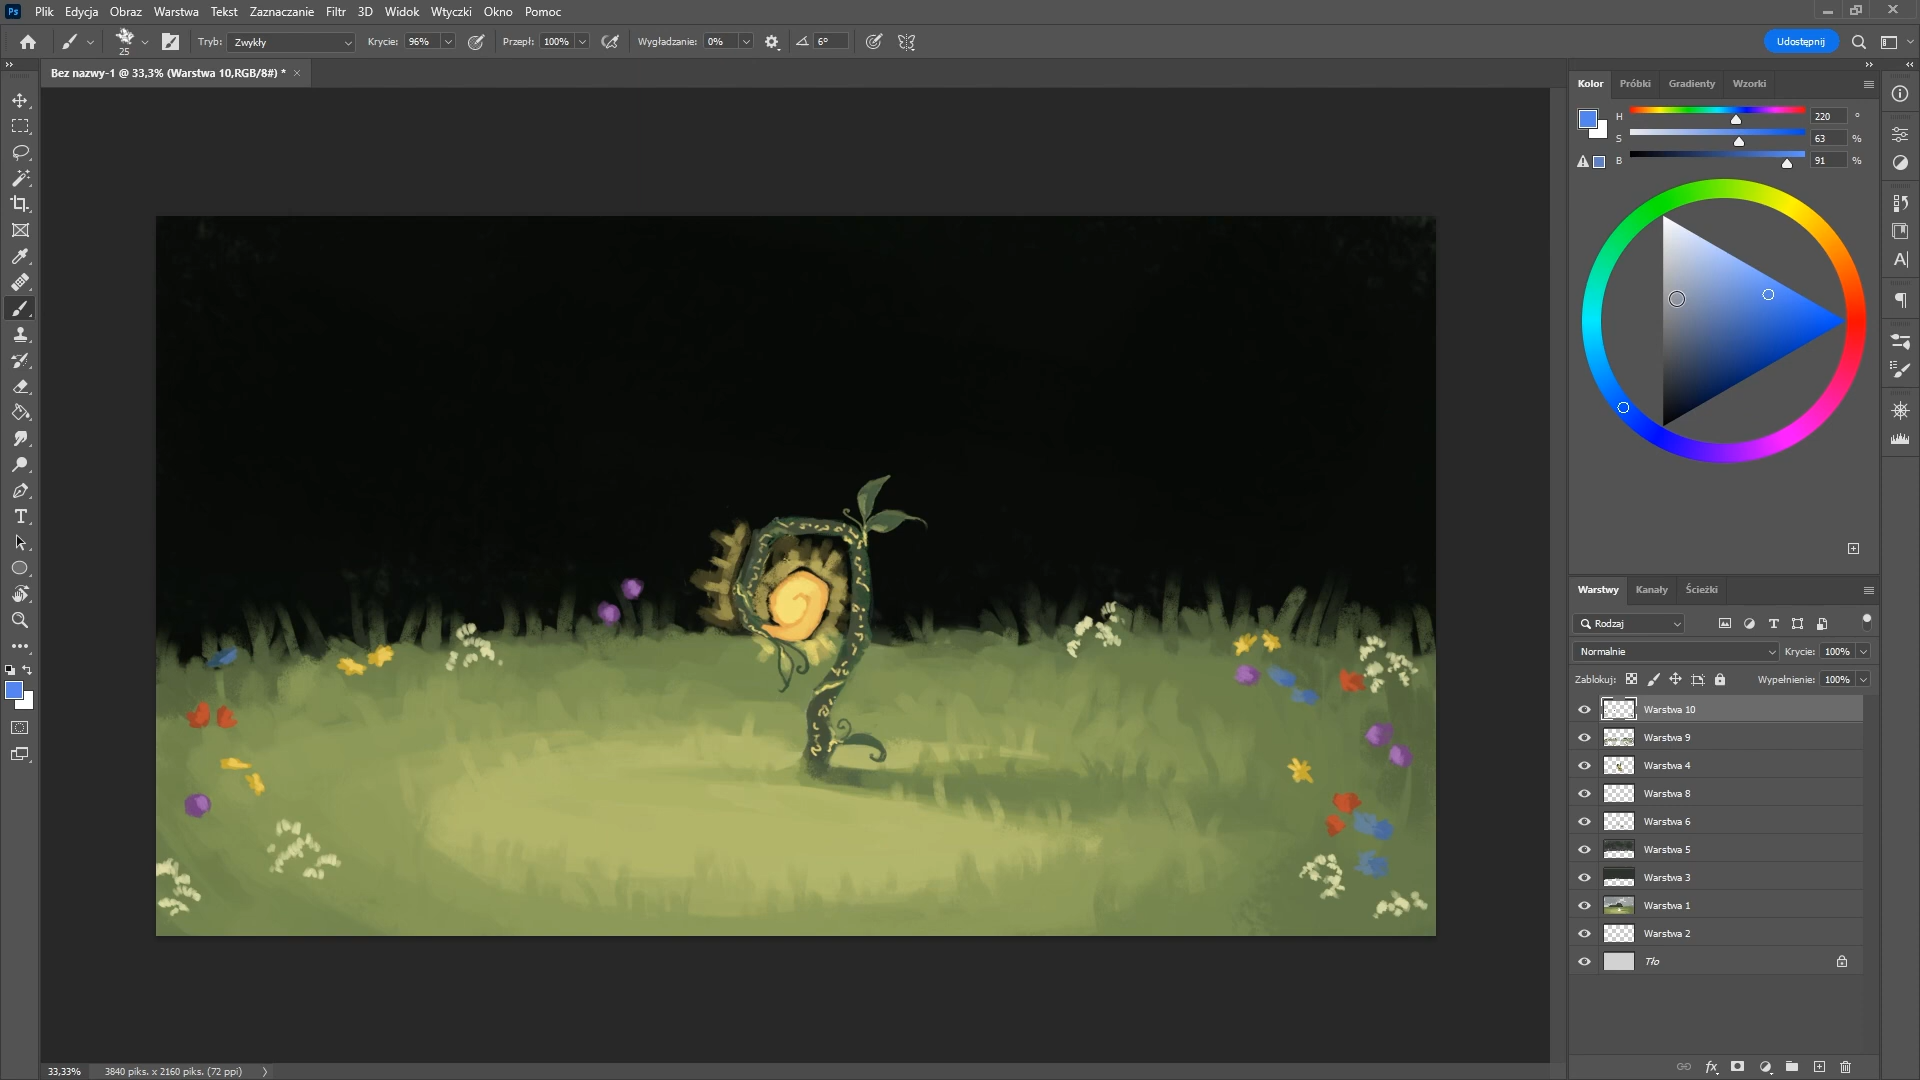 Ps Plik Edycja Obraz Warstwa Tekst Zaznaczanie Filtr 3D Widok Wtyczki Okno Pomoc
25 Tryb: Zwykły Krycie: 96% Przepł: 100% Wygładzanie: 0% 6° Udostępnij
Bez nazwy-1 @ 33,3% (Warstwa 10,RGB/8#) * ×
Kolor Próbki Gradienty Wzorki
H 220 °
S 63 %
B 91 %
Warstwy Kanały Ścieżki
Rodzaj
Normalnie Krycie: 100%
Zablokuj: Wypełnienie: 100%
Warstwa 10
Warstwa 9
Warstwa 4
Warstwa 8
Warstwa 6
Warstwa 5
Warstwa 3
Warstwa 1
Warstwa 2
Tło
33,33% 3840 piks. x 2160 piks. (72 ppi)
fx